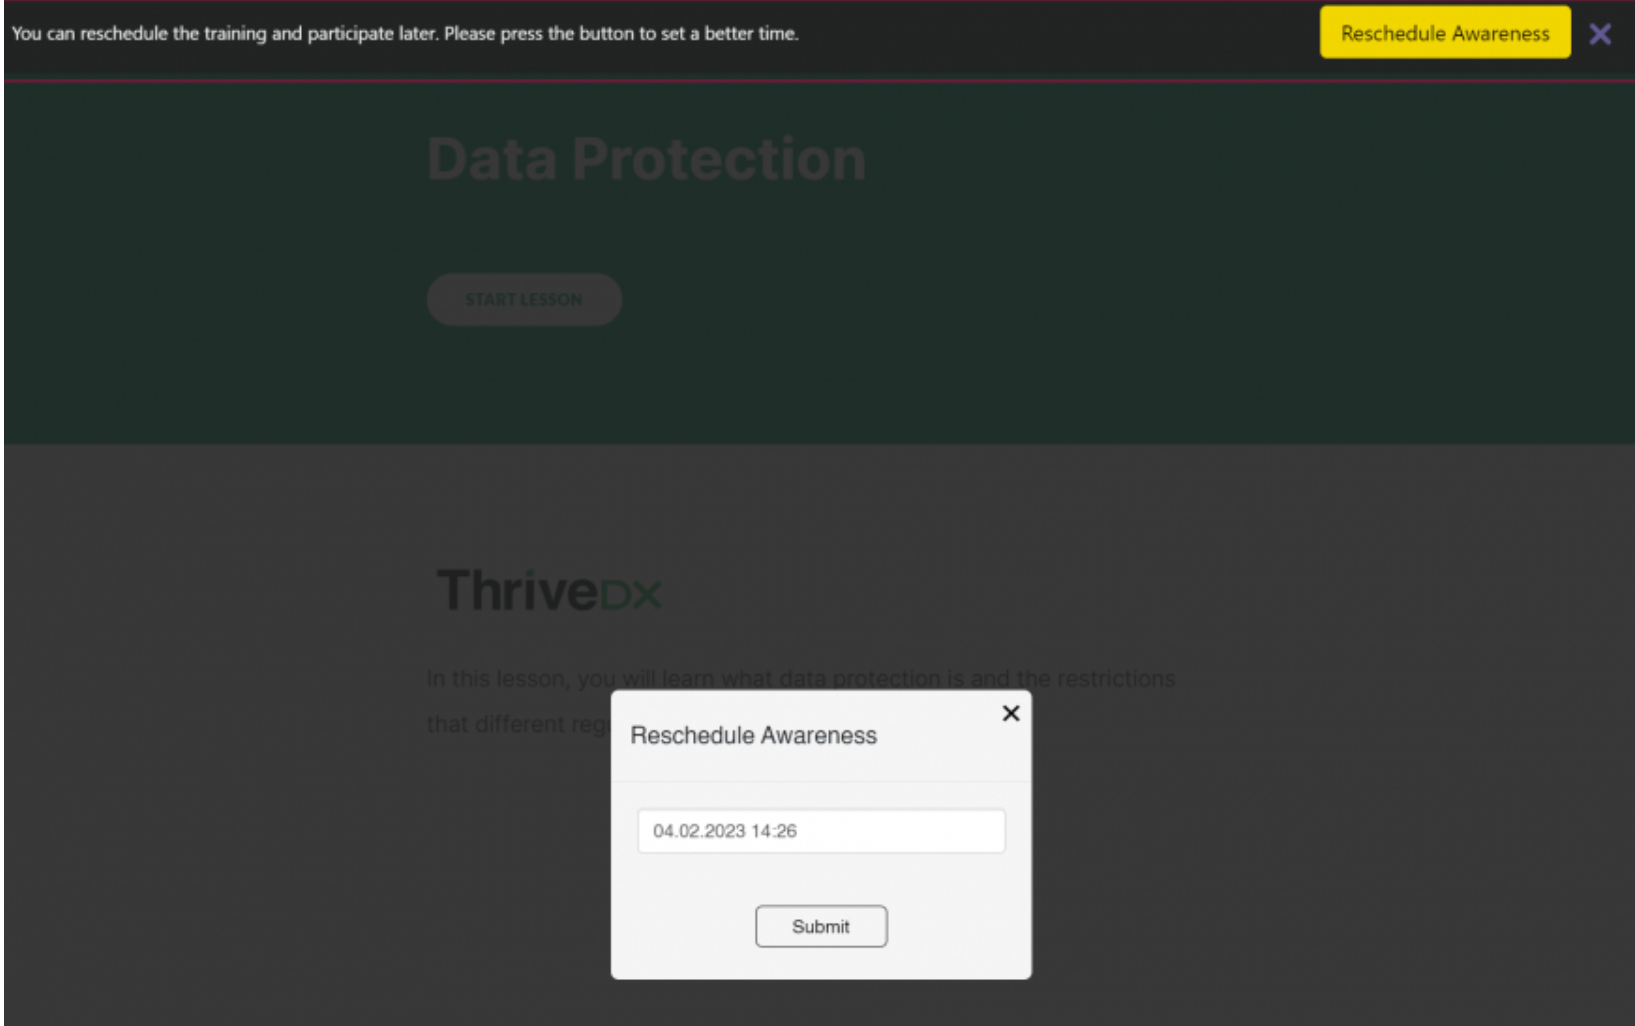 You can reschedule the training and participate later. Please press the button to set a better time.
Reschedule Awareness
Data Protection
START LESSON
ThriveDX
In this lesson, you will learn what data protection is and the restrictions
that different
Reschedule Awareness
04.02.2023 14:26
Submit